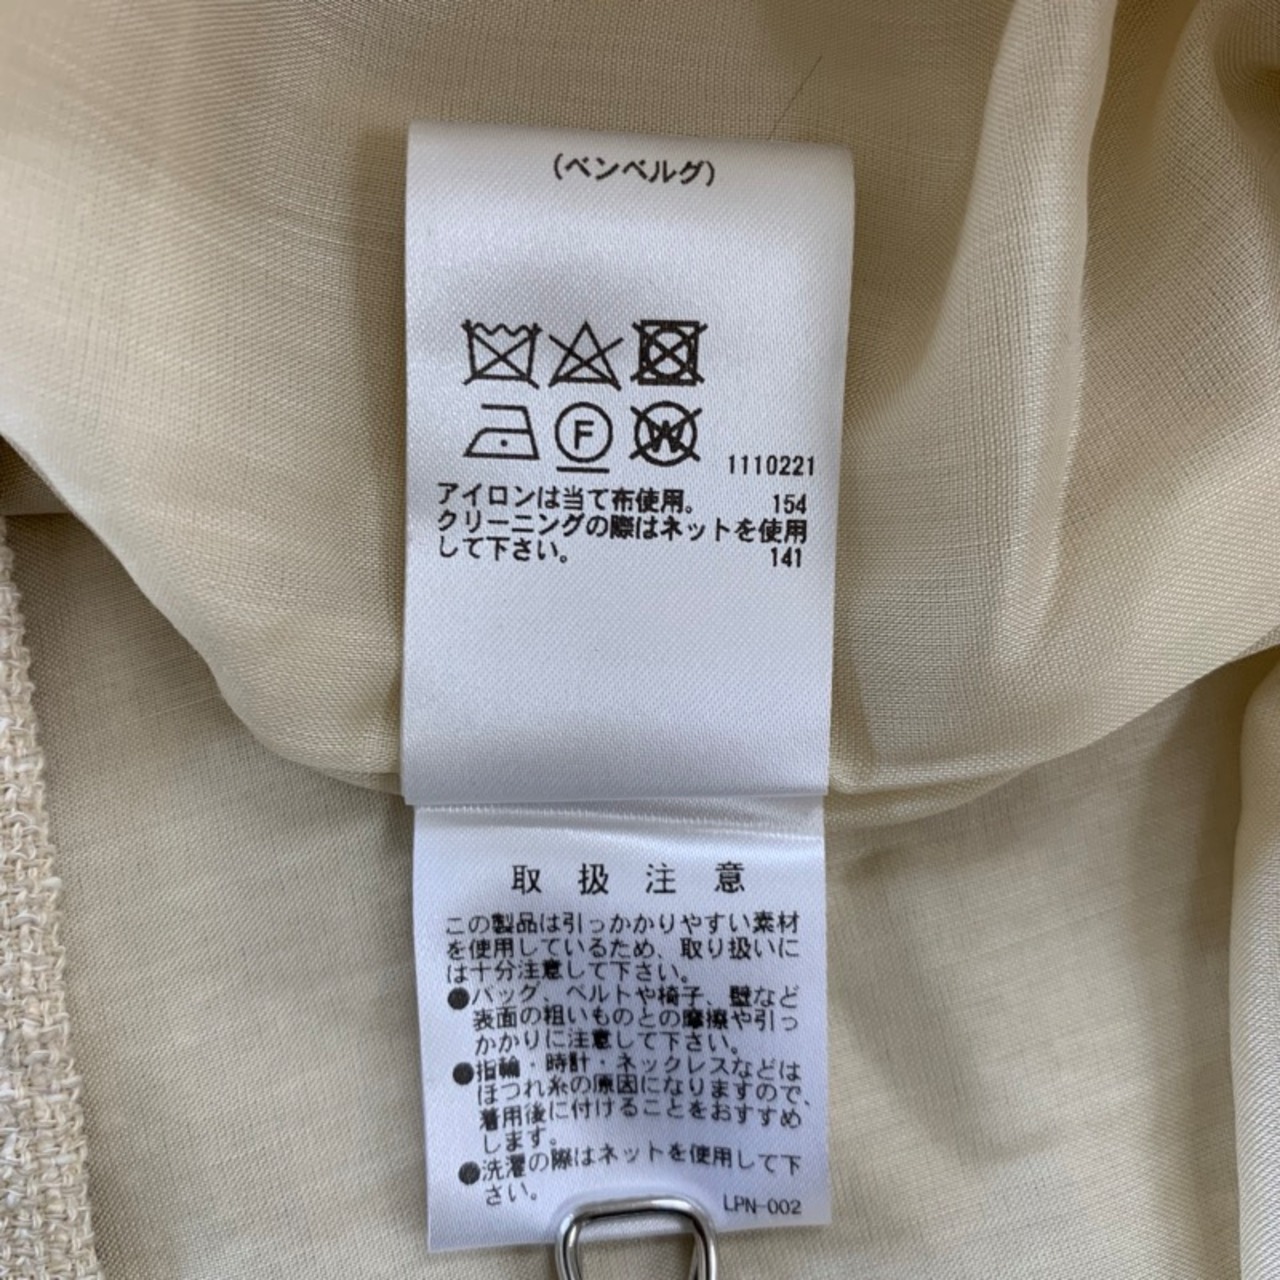 (ベンベルグ)
F
W
1110221
アイロンは当て布使用。 154
クリーニングの際はネットを使用
して下さい。 141
取扱注意
この製品は引っかかりやすい素材
を使用しているため、取り扱いに
は十分注意して下さい。
●バッグ、ベルトや椅子、壁など
表面の粗いものとの摩擦や引っ
かかりに注意して下さい。
●指輪・時計・ネックレスなどは
ほつれ糸の原因になりますので、
着用後に付けることをおすすめ
します。
●洗濯の際はネットを使用して下
さい。
LPN-002